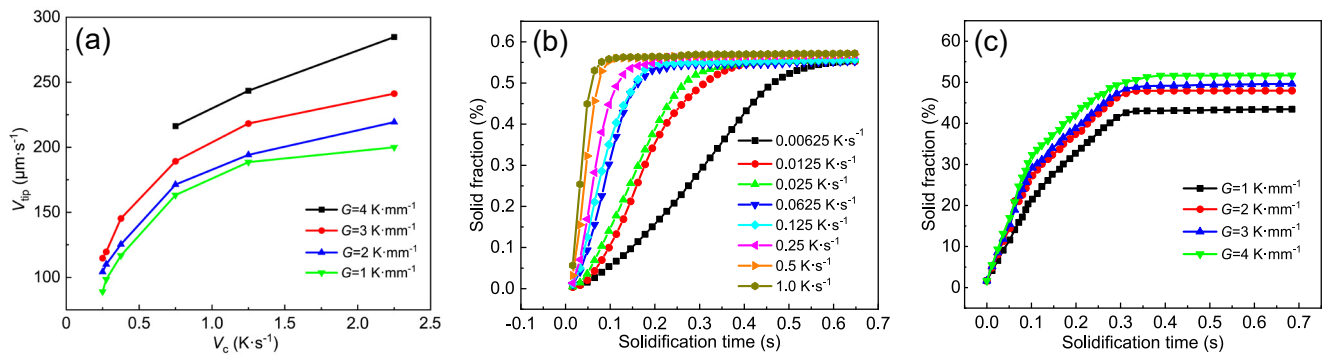 (a)
300
250
200
150
100
V_tip (μm·s⁻¹)
0
0.5
1.0
1.5
2.0
2.5
V_c (K·s⁻¹)
G=4 K·mm⁻¹
G=3 K·mm⁻¹
G=2 K·mm⁻¹
G=1 K·mm⁻¹
(b)
0.6
0.5
0.4
0.3
0.2
0.1
0.0
Solid fraction (%)
-0.1 0.0 0.1 0.2 0.3 0.4 0.5 0.6 0.7
Solidification time (s)
0.00625 K·s⁻¹
0.0125 K·s⁻¹
0.025 K·s⁻¹
0.0625 K·s⁻¹
0.125 K·s⁻¹
0.25 K·s⁻¹
0.5 K·s⁻¹
1.0 K·s⁻¹
(c)
60
50
40
30
20
10
0
Solid fraction (%)
0.0 0.1 0.2 0.3 0.4 0.5 0.6 0.7
Solidification time (s)
G=1 K·mm⁻¹
G=2 K·mm⁻¹
G=3 K·mm⁻¹
G=4 K·mm⁻¹